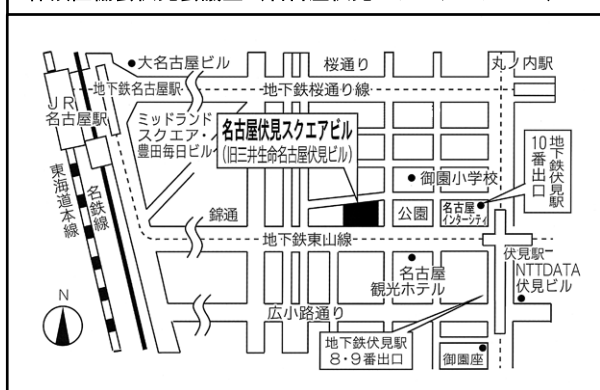 大名古屋ビル
桜通り
丸ノ内駅
地下鉄名古屋駅
地下鉄桜通り線
JR
名古屋駅
ミッドランド
スクエア・
豊田毎日ビル
名古屋伏見スクエアビル
(旧三井生命名古屋伏見ビル)
地下鉄伏見駅
10番出口
御園小学校
東海道本線
名鉄線
錦通
公園
名古屋
インターシティ
地下鉄東山線
伏見駅
名古屋
観光ホテル
NTTDATA
伏見ビル
N
広小路通り
地下鉄伏見駅
8・9番出口
御園座